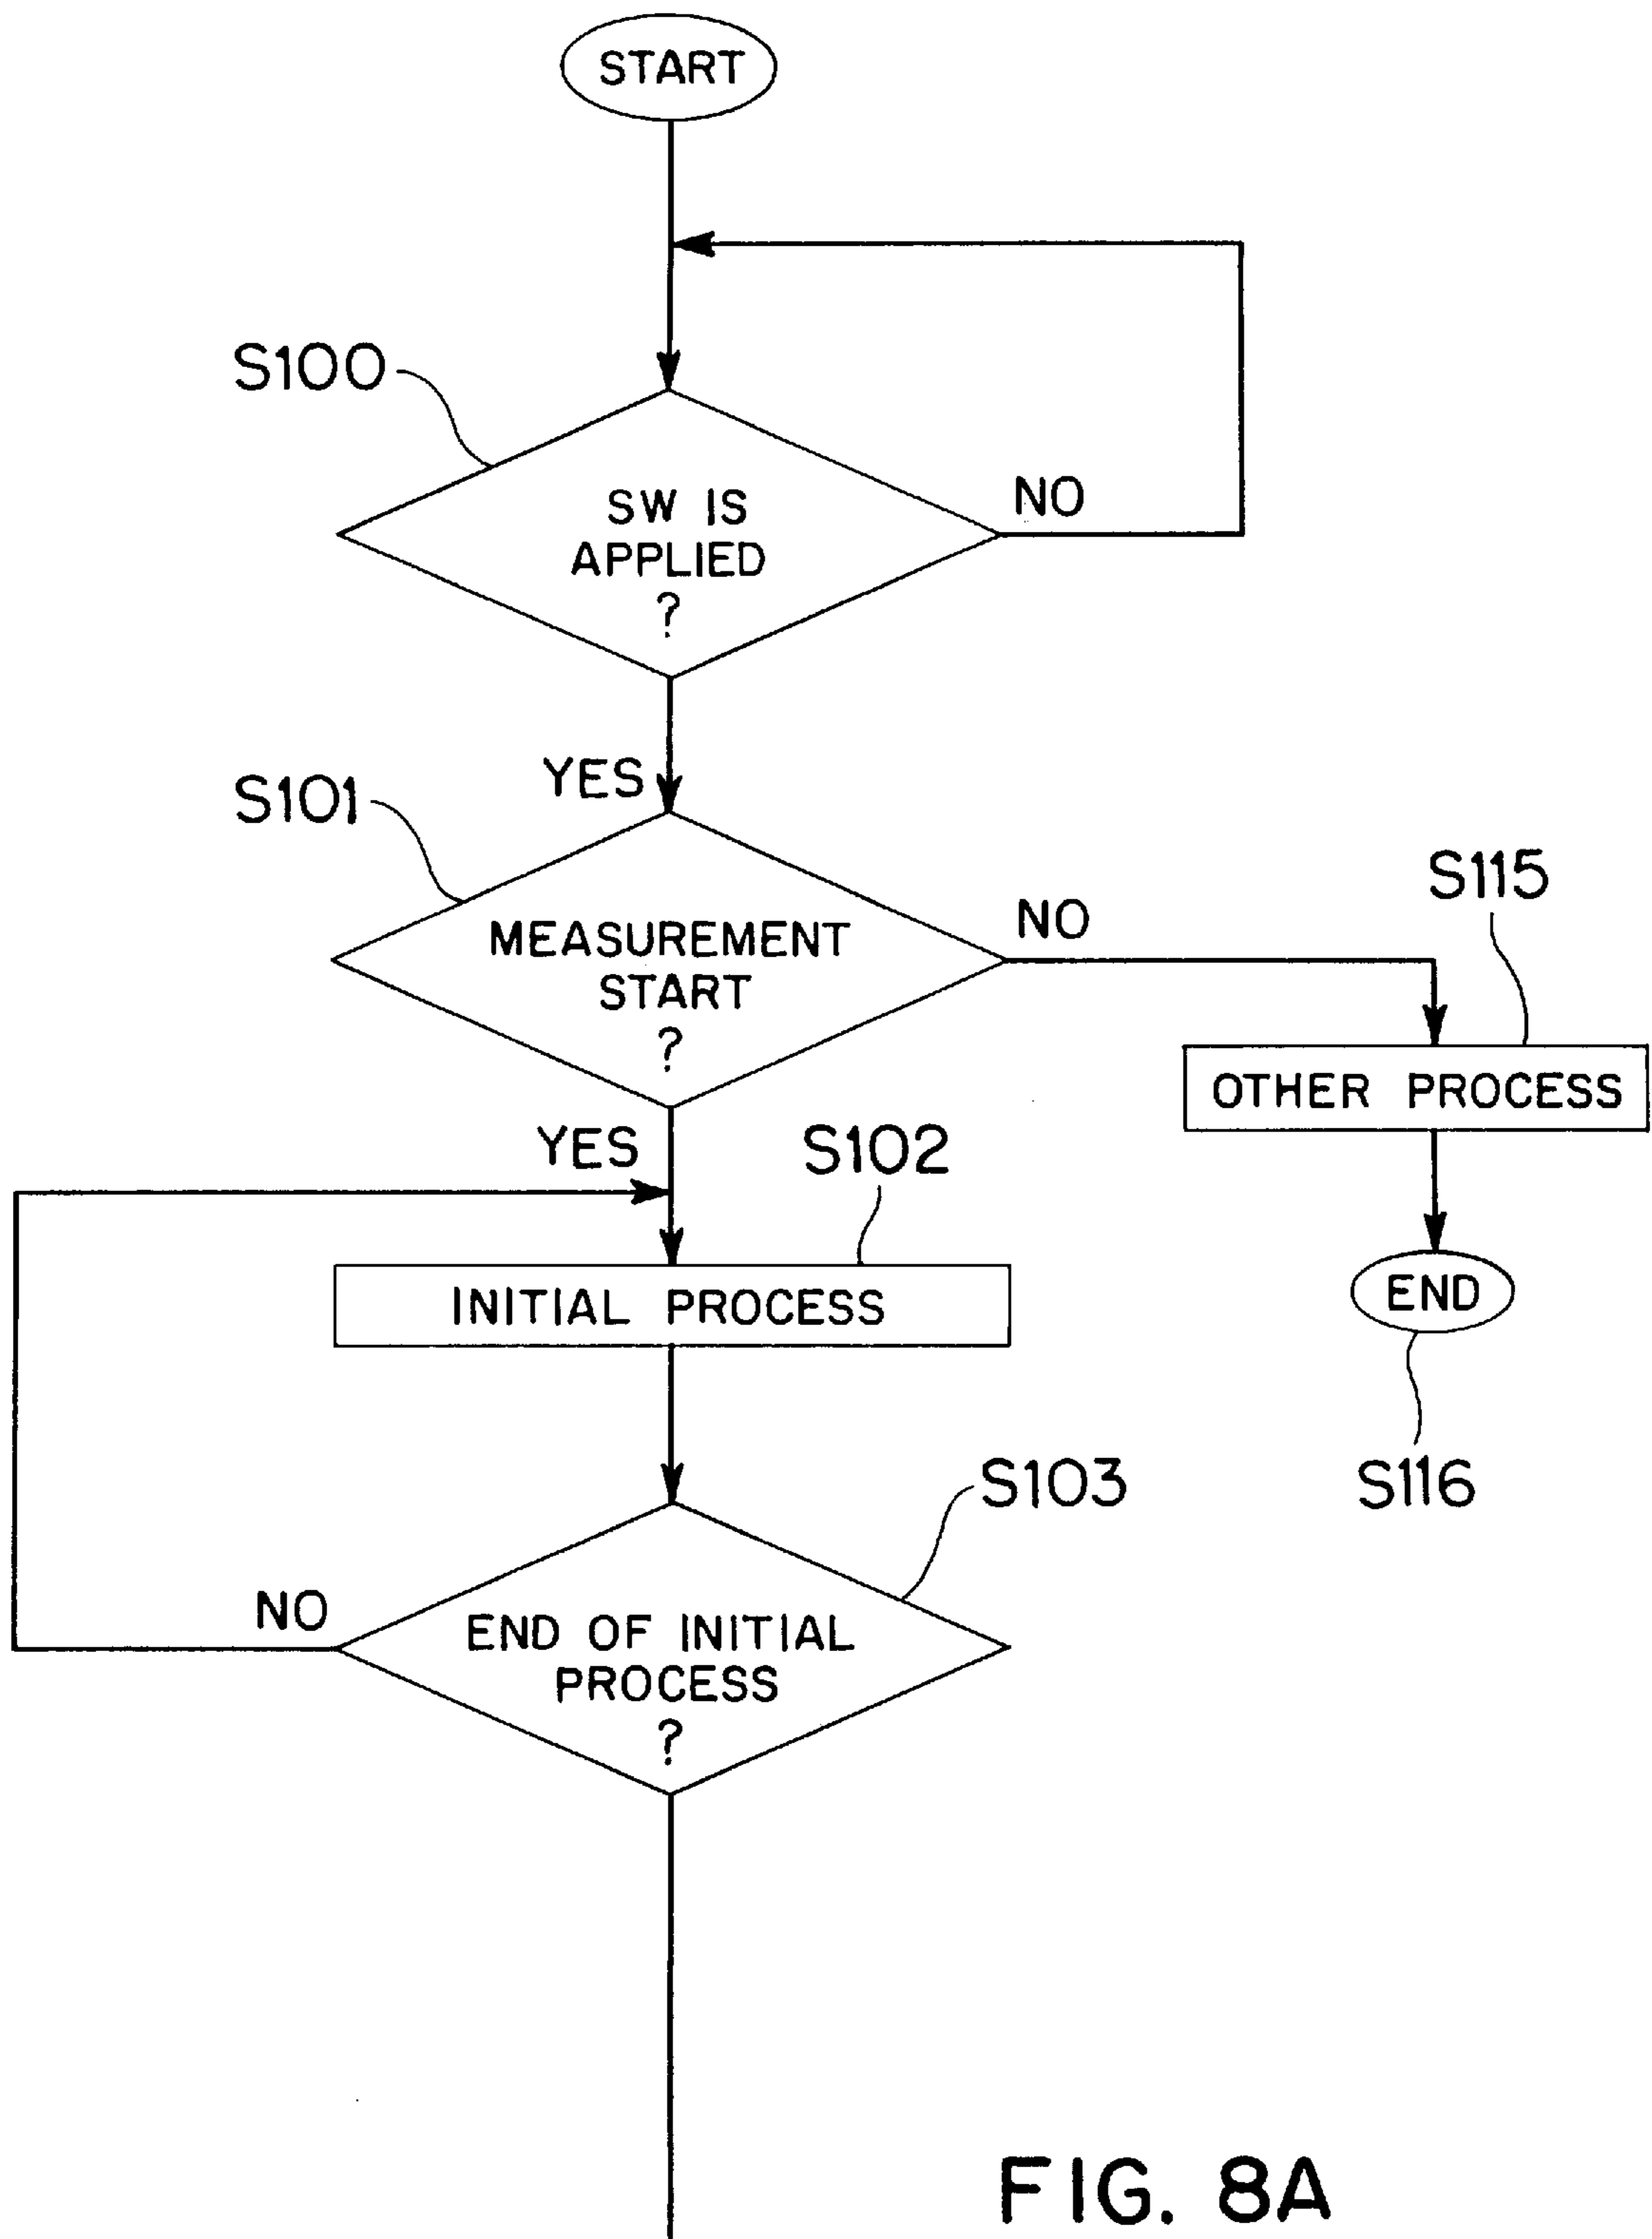 START
S100
SW IS
APPLIED
?
NO
YES
S101
MEASUREMENT
START
?
NO
S115
OTHER PROCESS
YES
S102
INITIAL PROCESS
END
S116
S103
NO
END OF INITIAL
PROCESS
?
FIG. 8A